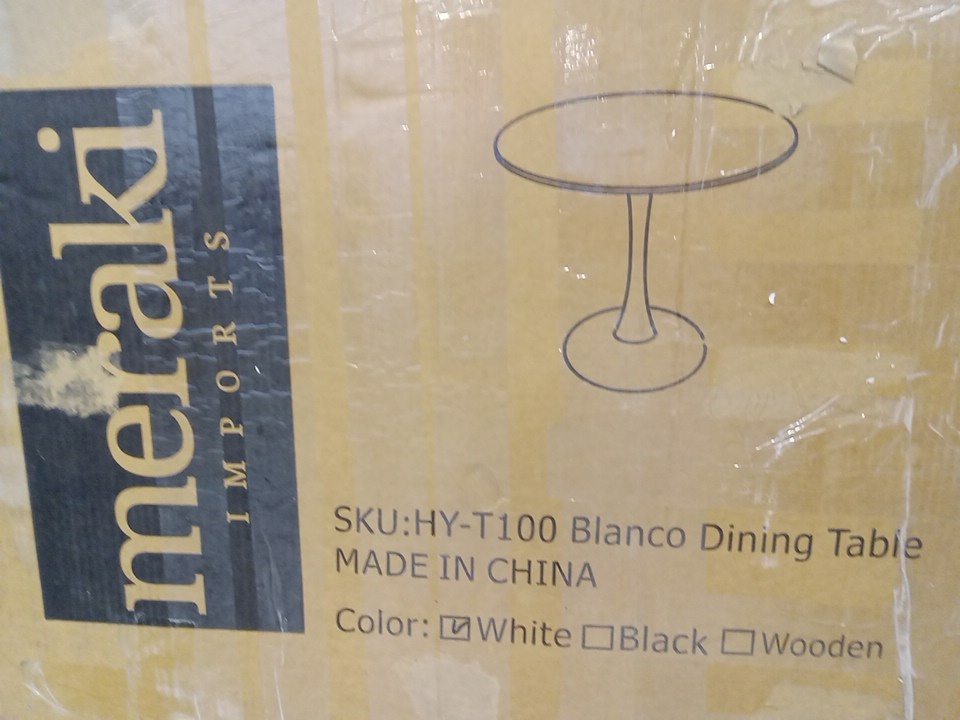 meraki
IMPORTS
SKU:HY-T100 Blanco Dining Table
MADE IN CHINA
Color: ☑White ☐Black ☐Wooden